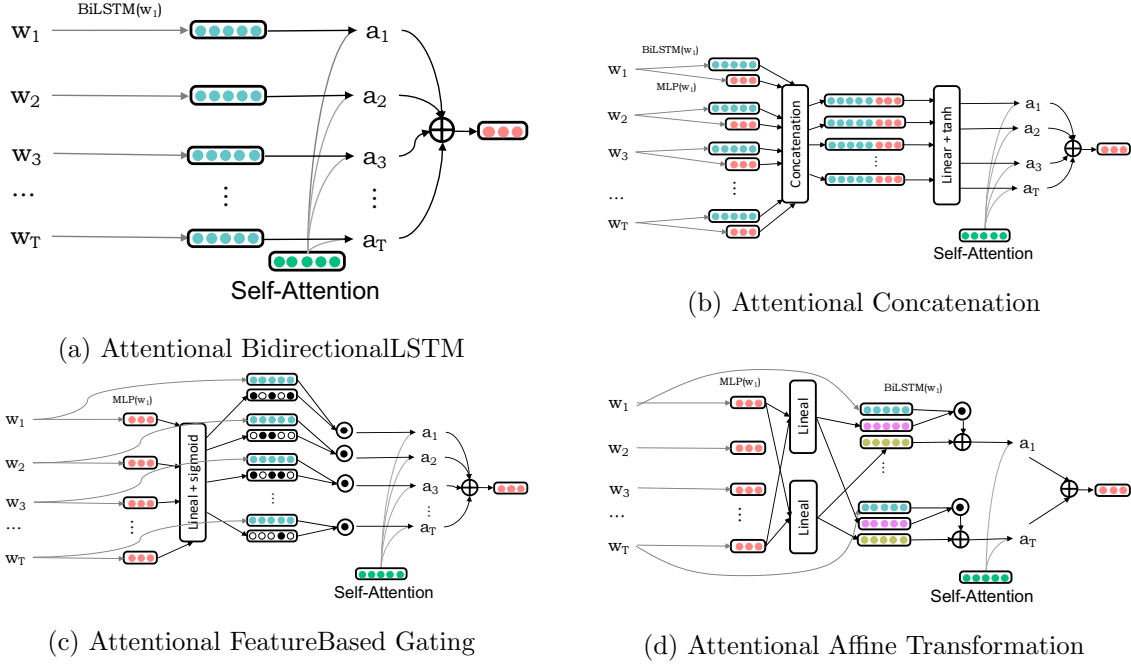 BiLSTM(w1)
w1
a1
w2
a2
w3
a3
...
wT
aT
Self-Attention
(a) Attentional BidirectionalLSTM
BiLSTM(w1)
w1
MLP(w1)
w2
w3
...
wT
Concatenation
Linear + tanh
a1
a2
a3
aT
Self-Attention
(b) Attentional Concatenation
MLP(w1)
w1
w2
w3
...
wT
Lineal + sigmoid
a1
a2
a3
...
aT
Self-Attention
(c) Attentional FeatureBased Gating
MLP(w1)
BiLSTM(w1)
w1
w2
w3
...
wT
Lineal
Lineal
a1
aT
Self-Attention
(d) Attentional Affine Transformation